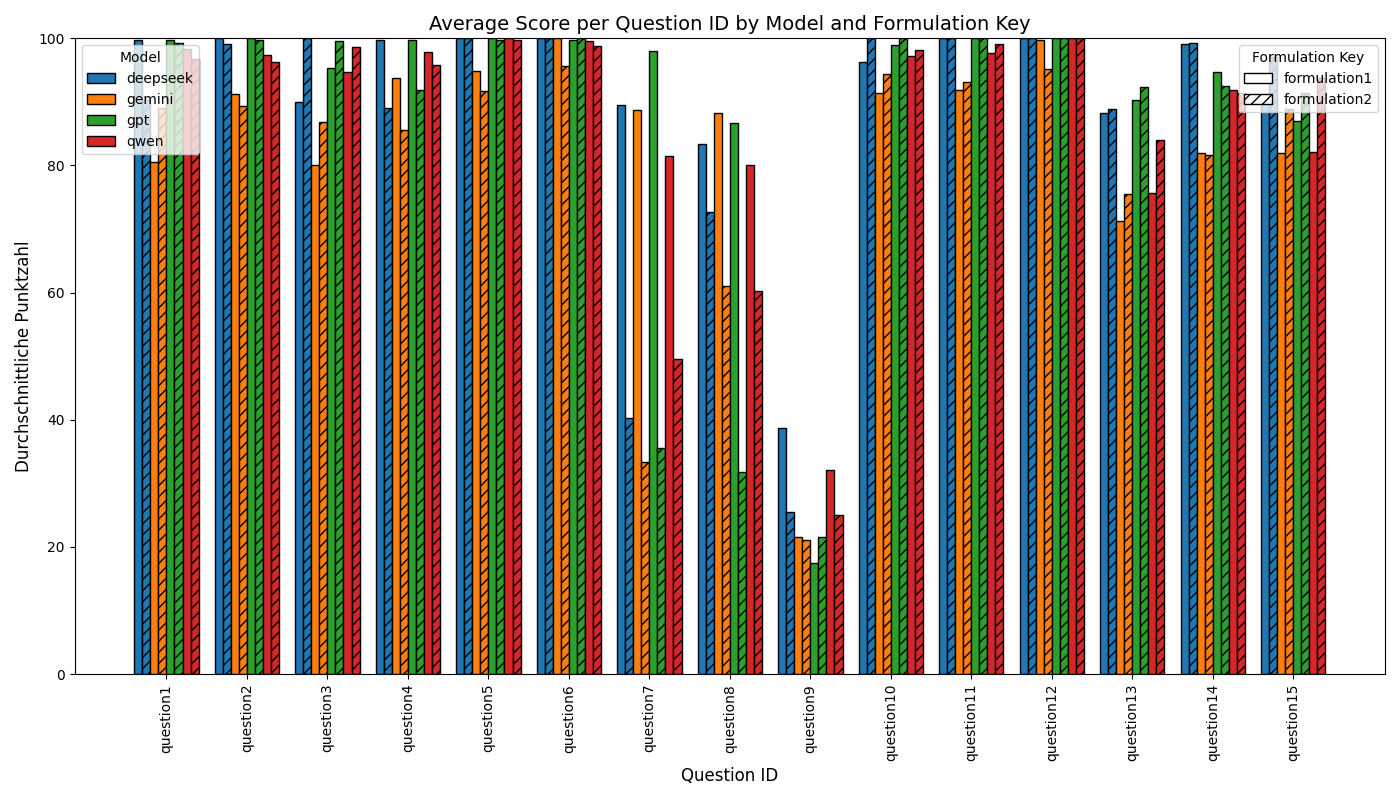 Average Score per Question ID by Model and Formulation Key
Durchschnittliche Punktzahl
100
80
60
40
20
0
Model
deepseek
gemini
gpt
qwen
Formulation Key
formulation1
formulation2
question1
question2
question3
question4
question5
question6
question7
question8
question9
question10
question11
question12
question13
question14
question15
Question ID